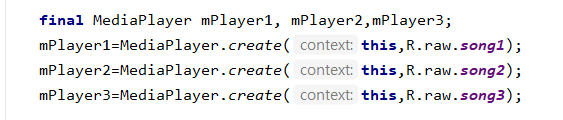 final MediaPlayer mPlayer1, mPlayer2,mPlayer3;
mPlayer1=MediaPlayer.create( context: this,R.raw.song1);
mPlayer2=MediaPlayer.create( context: this,R.raw.song2);
mPlayer3=MediaPlayer.create( context: this,R.raw.song3);